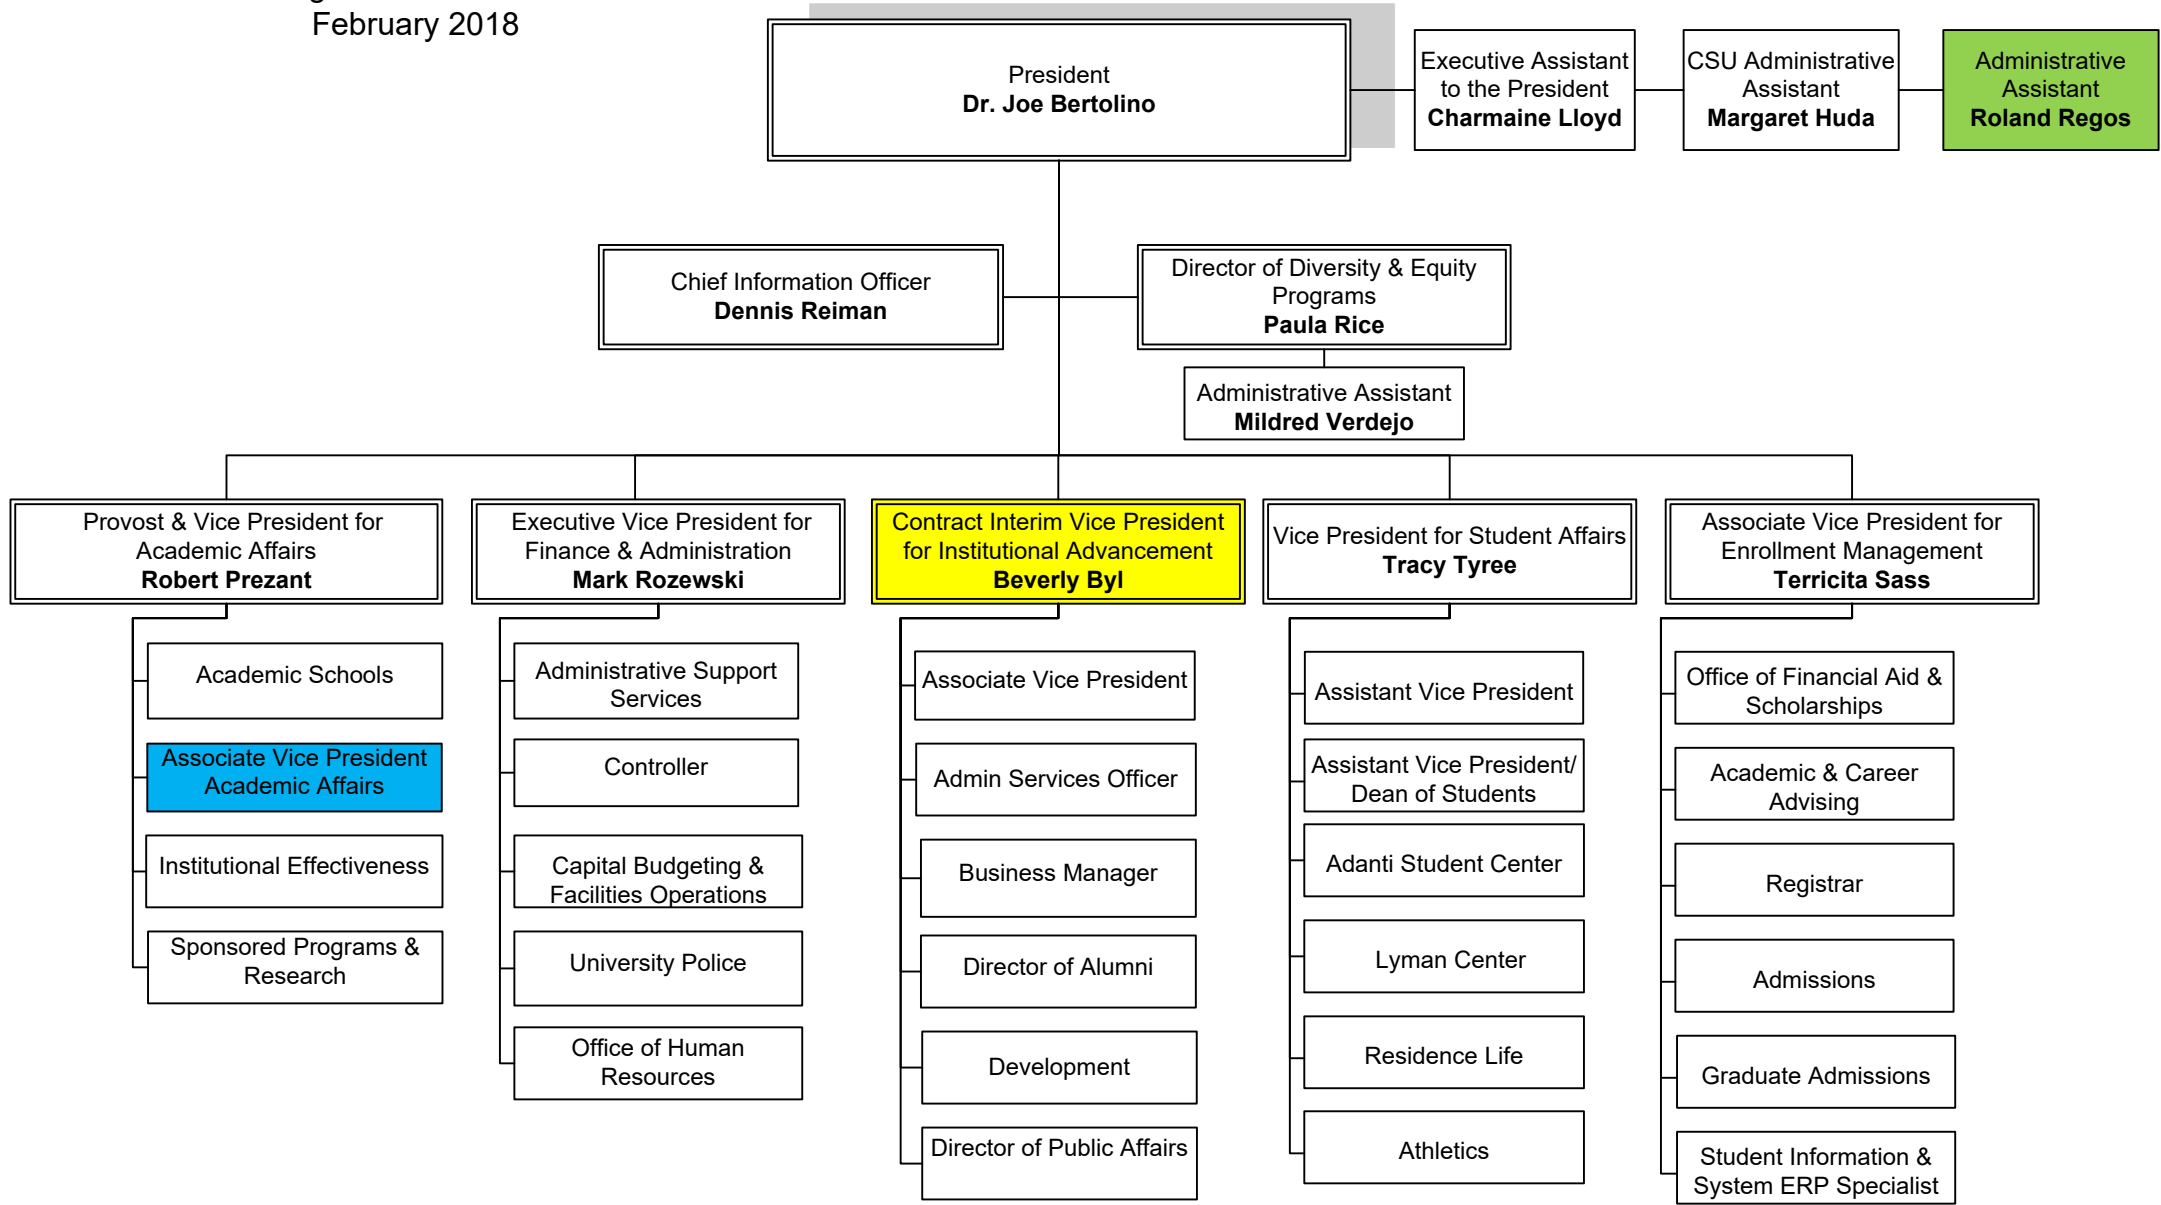 February 2018
President
Dr. Joe Bertolino
Executive Assistant
to the President
Charmaine Lloyd
CSU Administrative
Assistant
Margaret Huda
Administrative
Assistant
Roland Regos
Chief Information Officer
Dennis Reiman
Director of Diversity & Equity
Programs
Paula Rice
Administrative Assistant
Mildred Verdejo
Provost & Vice President for
Academic Affairs
Robert Prezant
Executive Vice President for
Finance & Administration
Mark Rozewski
Contract Interim Vice President
for Institutional Advancement
Beverly Byl
Vice President for Student Affairs
Tracy Tyree
Associate Vice President for
Enrollment Management
Terricita Sass
Academic Schools
Associate Vice President
Academic Affairs
Institutional Effectiveness
Sponsored Programs &
Research
Administrative Support
Services
Controller
Capital Budgeting &
Facilities Operations
University Police
Office of Human
Resources
Associate Vice President
Admin Services Officer
Business Manager
Director of Alumni
Development
Director of Public Affairs
Assistant Vice President
Assistant Vice President/
Dean of Students
Adanti Student Center
Lyman Center
Residence Life
Athletics
Office of Financial Aid &
Scholarships
Academic & Career
Advising
Registrar
Admissions
Graduate Admissions
Student Information &
System ERP Specialist